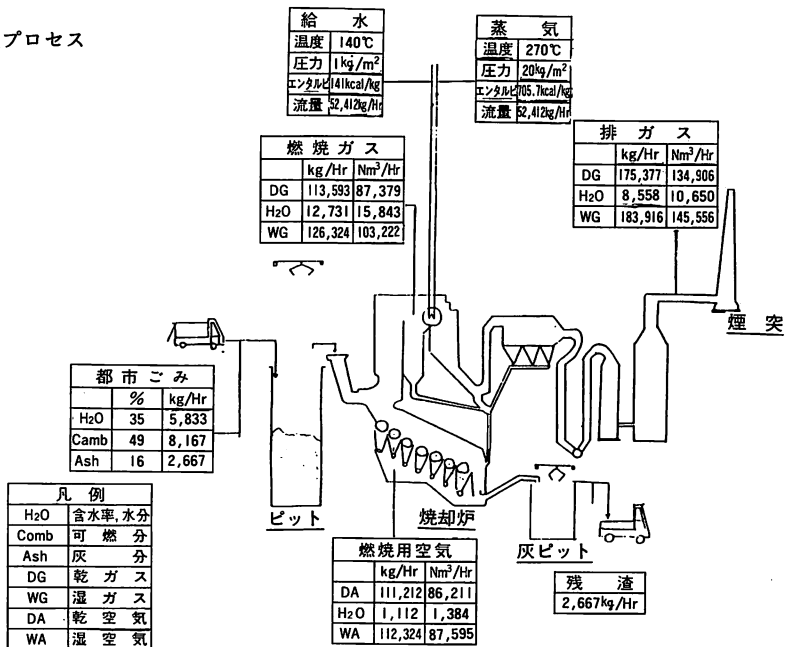 プロセス
給 水
温度 140℃
圧力 1kg/m²
エンタルピ 141kcal/kg
流量 52,412kg/Hr
蒸 気
温度 270℃
圧力 20kg/m²
エンタルピ 705.7kcal/kg
流量 52,412kg/Hr
燃焼ガス
kg/Hr Nm³/Hr
DG 113,593 87,379
H₂O 12,731 15,843
WG 126,324 103,222
排 ガ ス
kg/Hr Nm³/Hr
DG 175,377 134,906
H₂O 8,558 10,650
WG 183,916 145,556
煙 突
都市ごみ
% kg/Hr
H₂O 35 5,833
Camb 49 8,167
Ash 16 2,667
ピット
焼却炉
灰ピット
凡 例
H₂O 含水率, 水分
Comb 可 燃 分
Ash 灰 分
DG 乾 ガ ス
WG 湿 ガ ス
DA 乾 空 気
WA 湿 空 気
燃焼用空気
kg/Hr Nm³/Hr
DA 111,212 86,211
H₂O 1,112 1,384
WA 112,324 87,595
残 渣
2,667kg/Hr